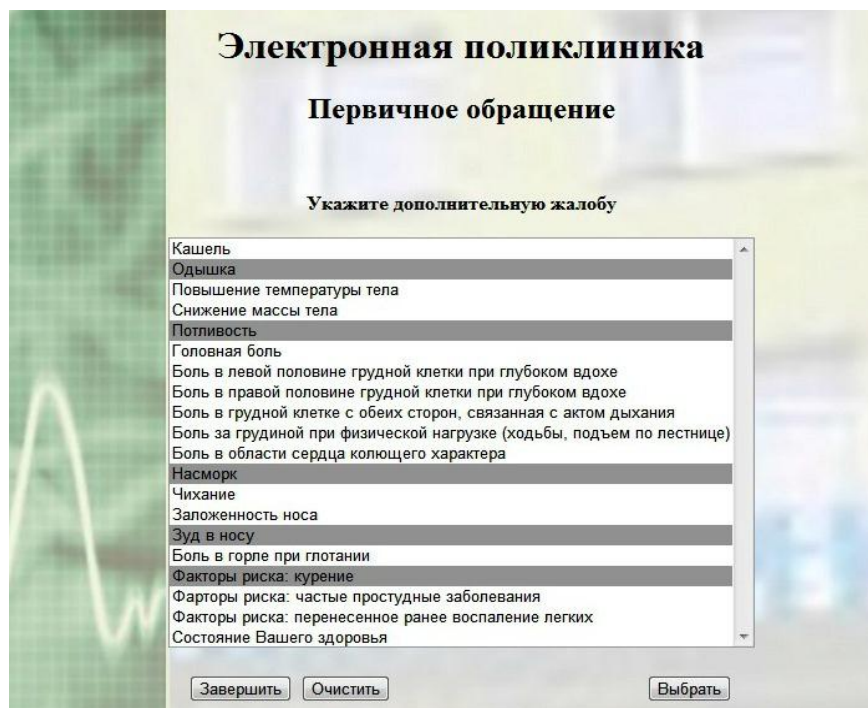 Электронная поликлиника
Первичное обращение
Укажите дополнительную жалобу
Кашель
Одышка
Повышение температуры тела
Снижение массы тела
Потливость
Головная боль
Боль в левой половине грудной клетки при глубоком вдохе
Боль в правой половине грудной клетки при глубоком вдохе
Боль в грудной клетке с обеих сторон, связанная с актом дыхания
Боль за грудиной при физической нагрузке (ходьбы, подъем по лестнице)
Боль в области сердца колющего характера
Насморк
Чихание
Заложенность носа
Зуд в носу
Боль в горле при глотании
Факторы риска: курение
Фарторы риска: частые простудные заболевания
Факторы риска: перенесенное ранее воспаление легких
Состояние Вашего здоровья
Завершить Очистить Выбрать